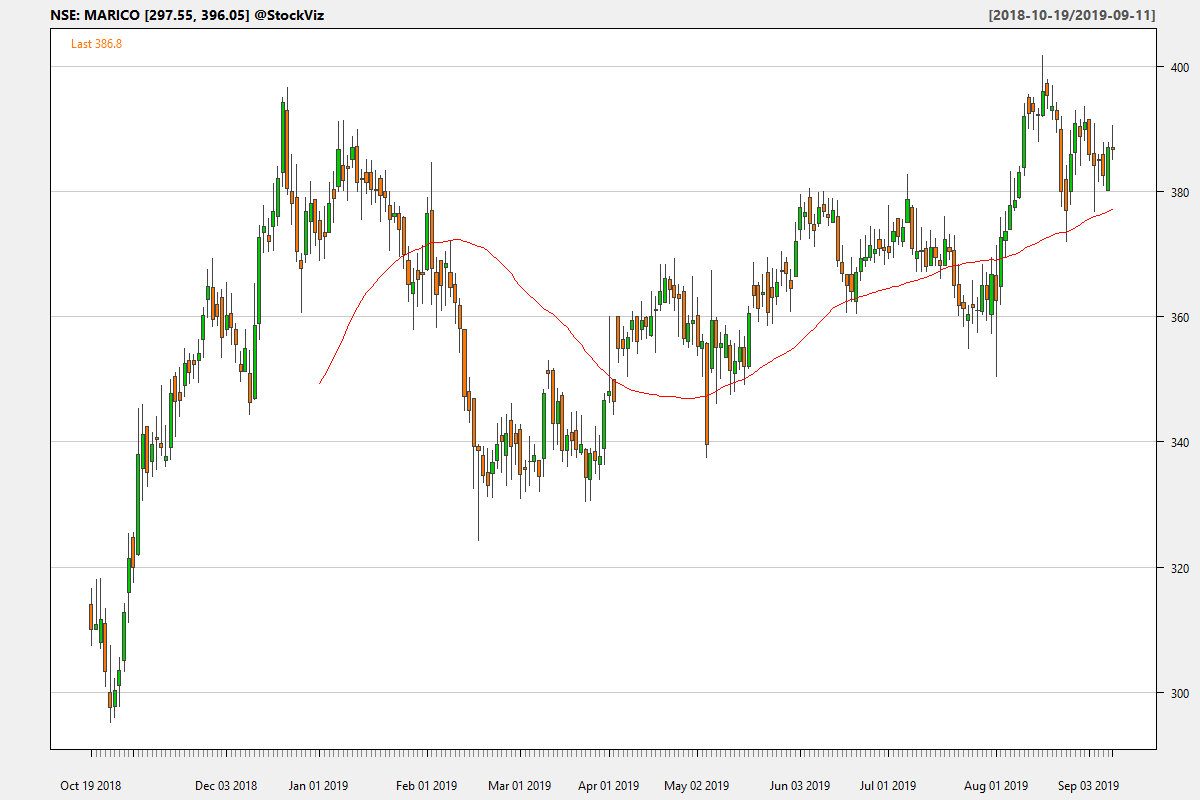 NSE: MARICO [297.55, 396.05] @StockViz [2018-10-19/2019-09-11]
Last 386.8
400
380
360
340
320
300
Oct 19 2018 Dec 03 2018 Jan 01 2019 Feb 01 2019 Mar 01 2019 Apr 01 2019 May 02 2019 Jun 03 2019 Jul 01 2019 Aug 01 2019 Sep 03 2019